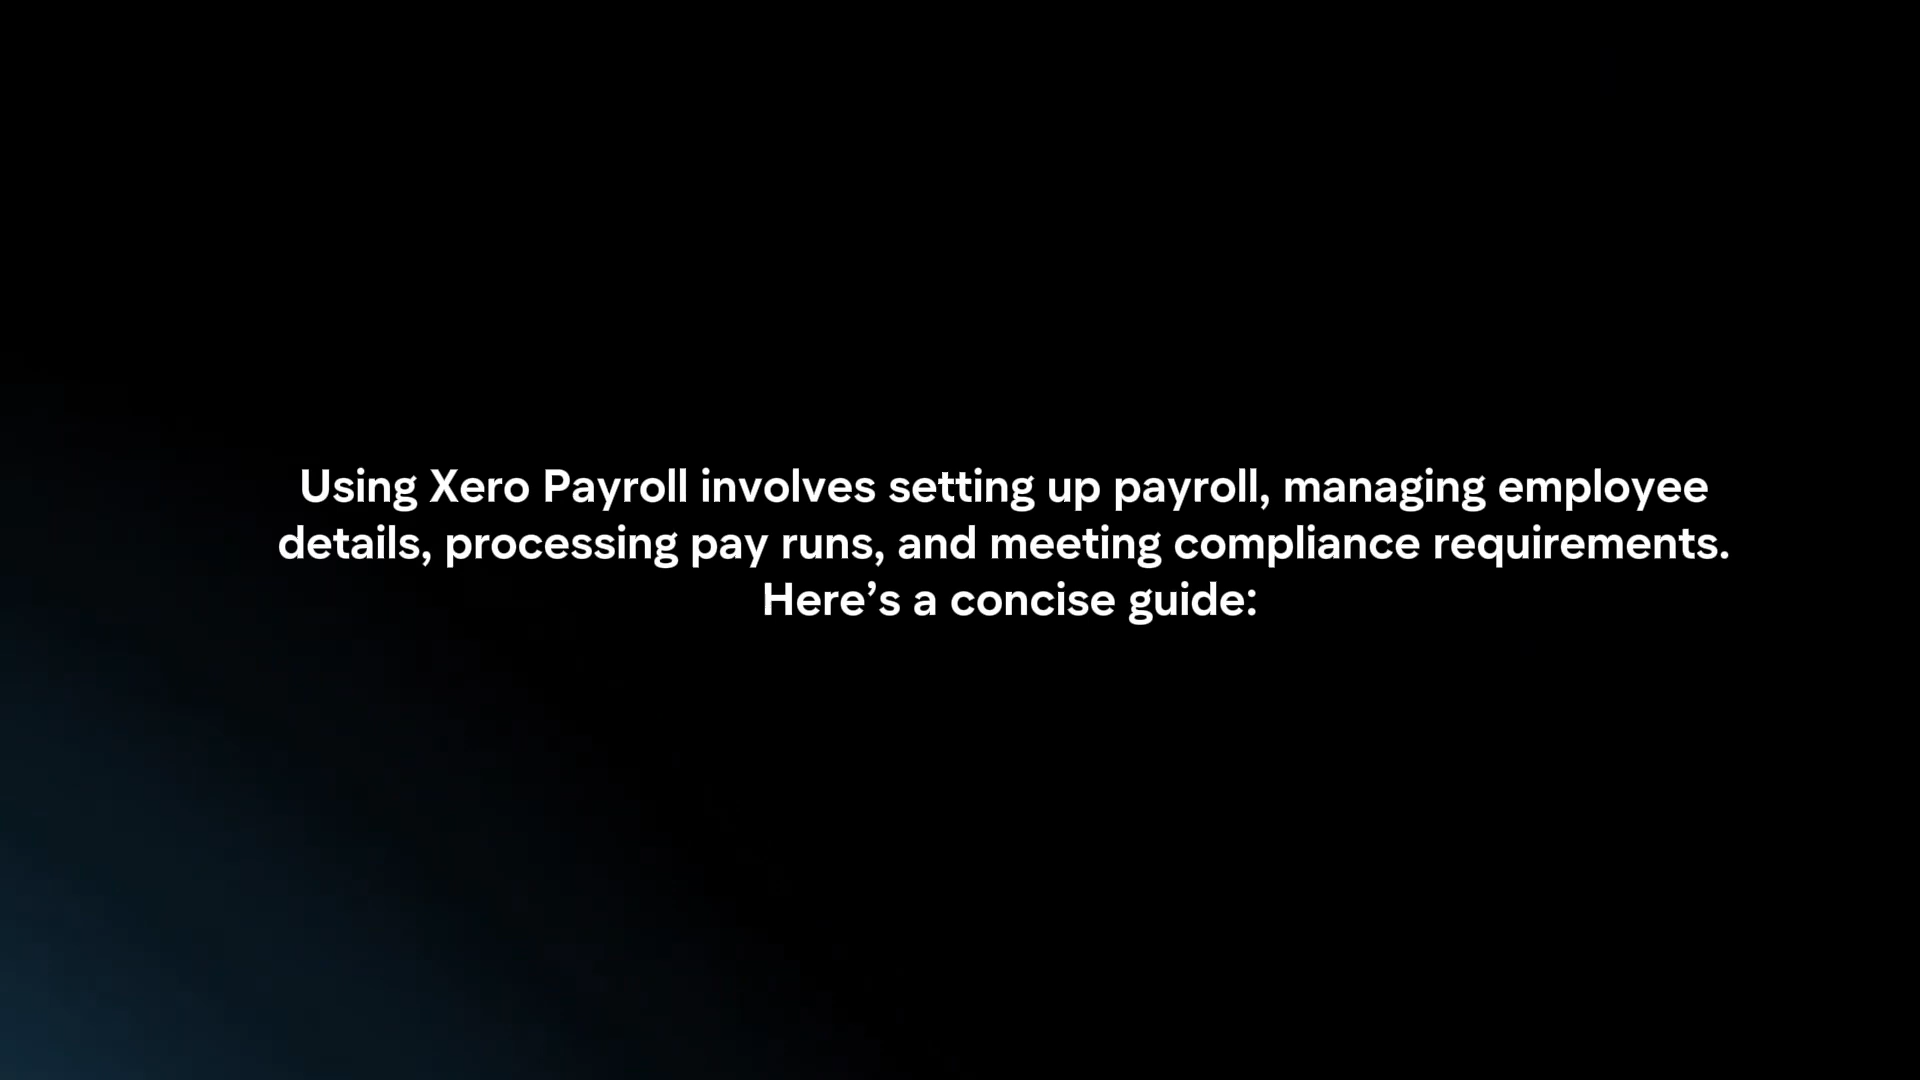 Using Xero Payroll involves setting up payroll, managing employee
details, processing pay runs, and meeting compliance requirements.
Here’s a concise guide: